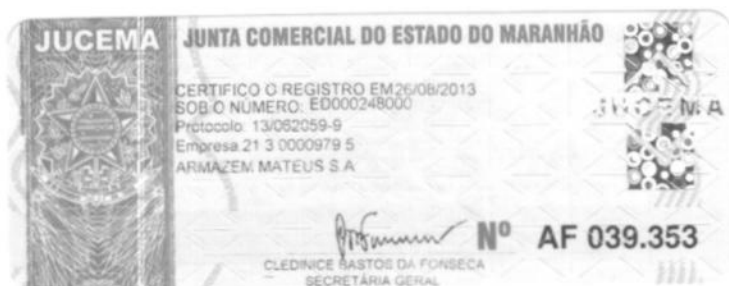 JUCEMA JUNTA COMERCIAL DO ESTADO DO MARANHÃO
CERTIFICO O REGISTRO EM 26/08/2013
SOB O NÚMERO: ED000248000
Protocolo: 13/062059-9
Empresa 21 3 0000979 5
ARMAZEM MATEUS S.A
JUCEMA
Nº AF 039.353
CLEDINICE BASTOS DA FONSECA
SECRETÁRIA GERAL